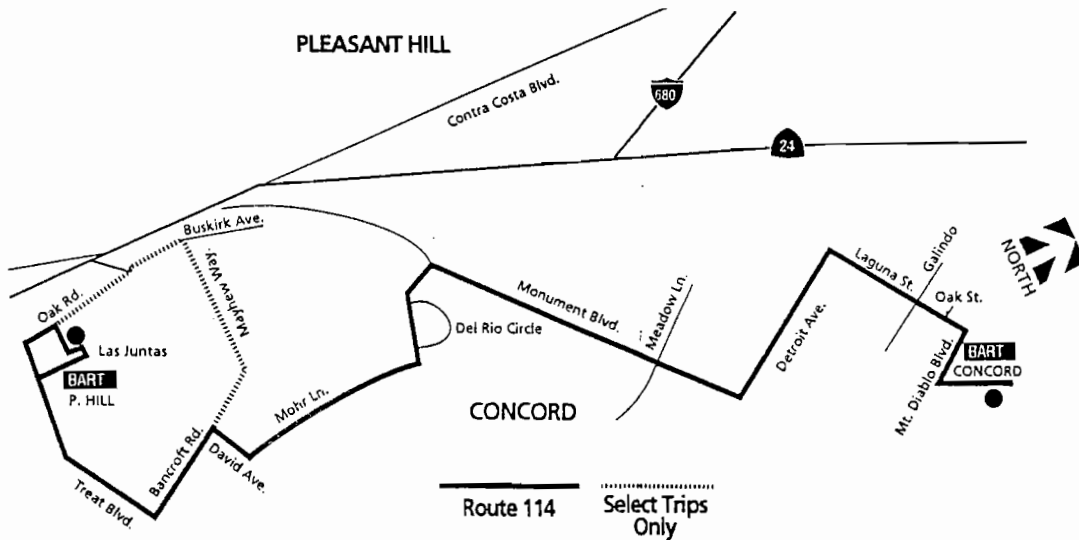 PLEASANT HILL
Contra Costa Blvd.
680
24
Buskirk Ave.
Mayhew Way.
Oak Rd.
Las Juntas
BART
P. HILL
Treat Blvd.
Bancroft Rd.
David Ave.
Mohr Ln.
Del Rio Circle
Monument Blvd.
Meadow Ln.
Detroit Ave.
Laguna St.
Galindo
Oak St.
Mt. Diablo Blvd.
BART
CONCORD
NORTH
CONCORD
Route 114
Select Trips
Only